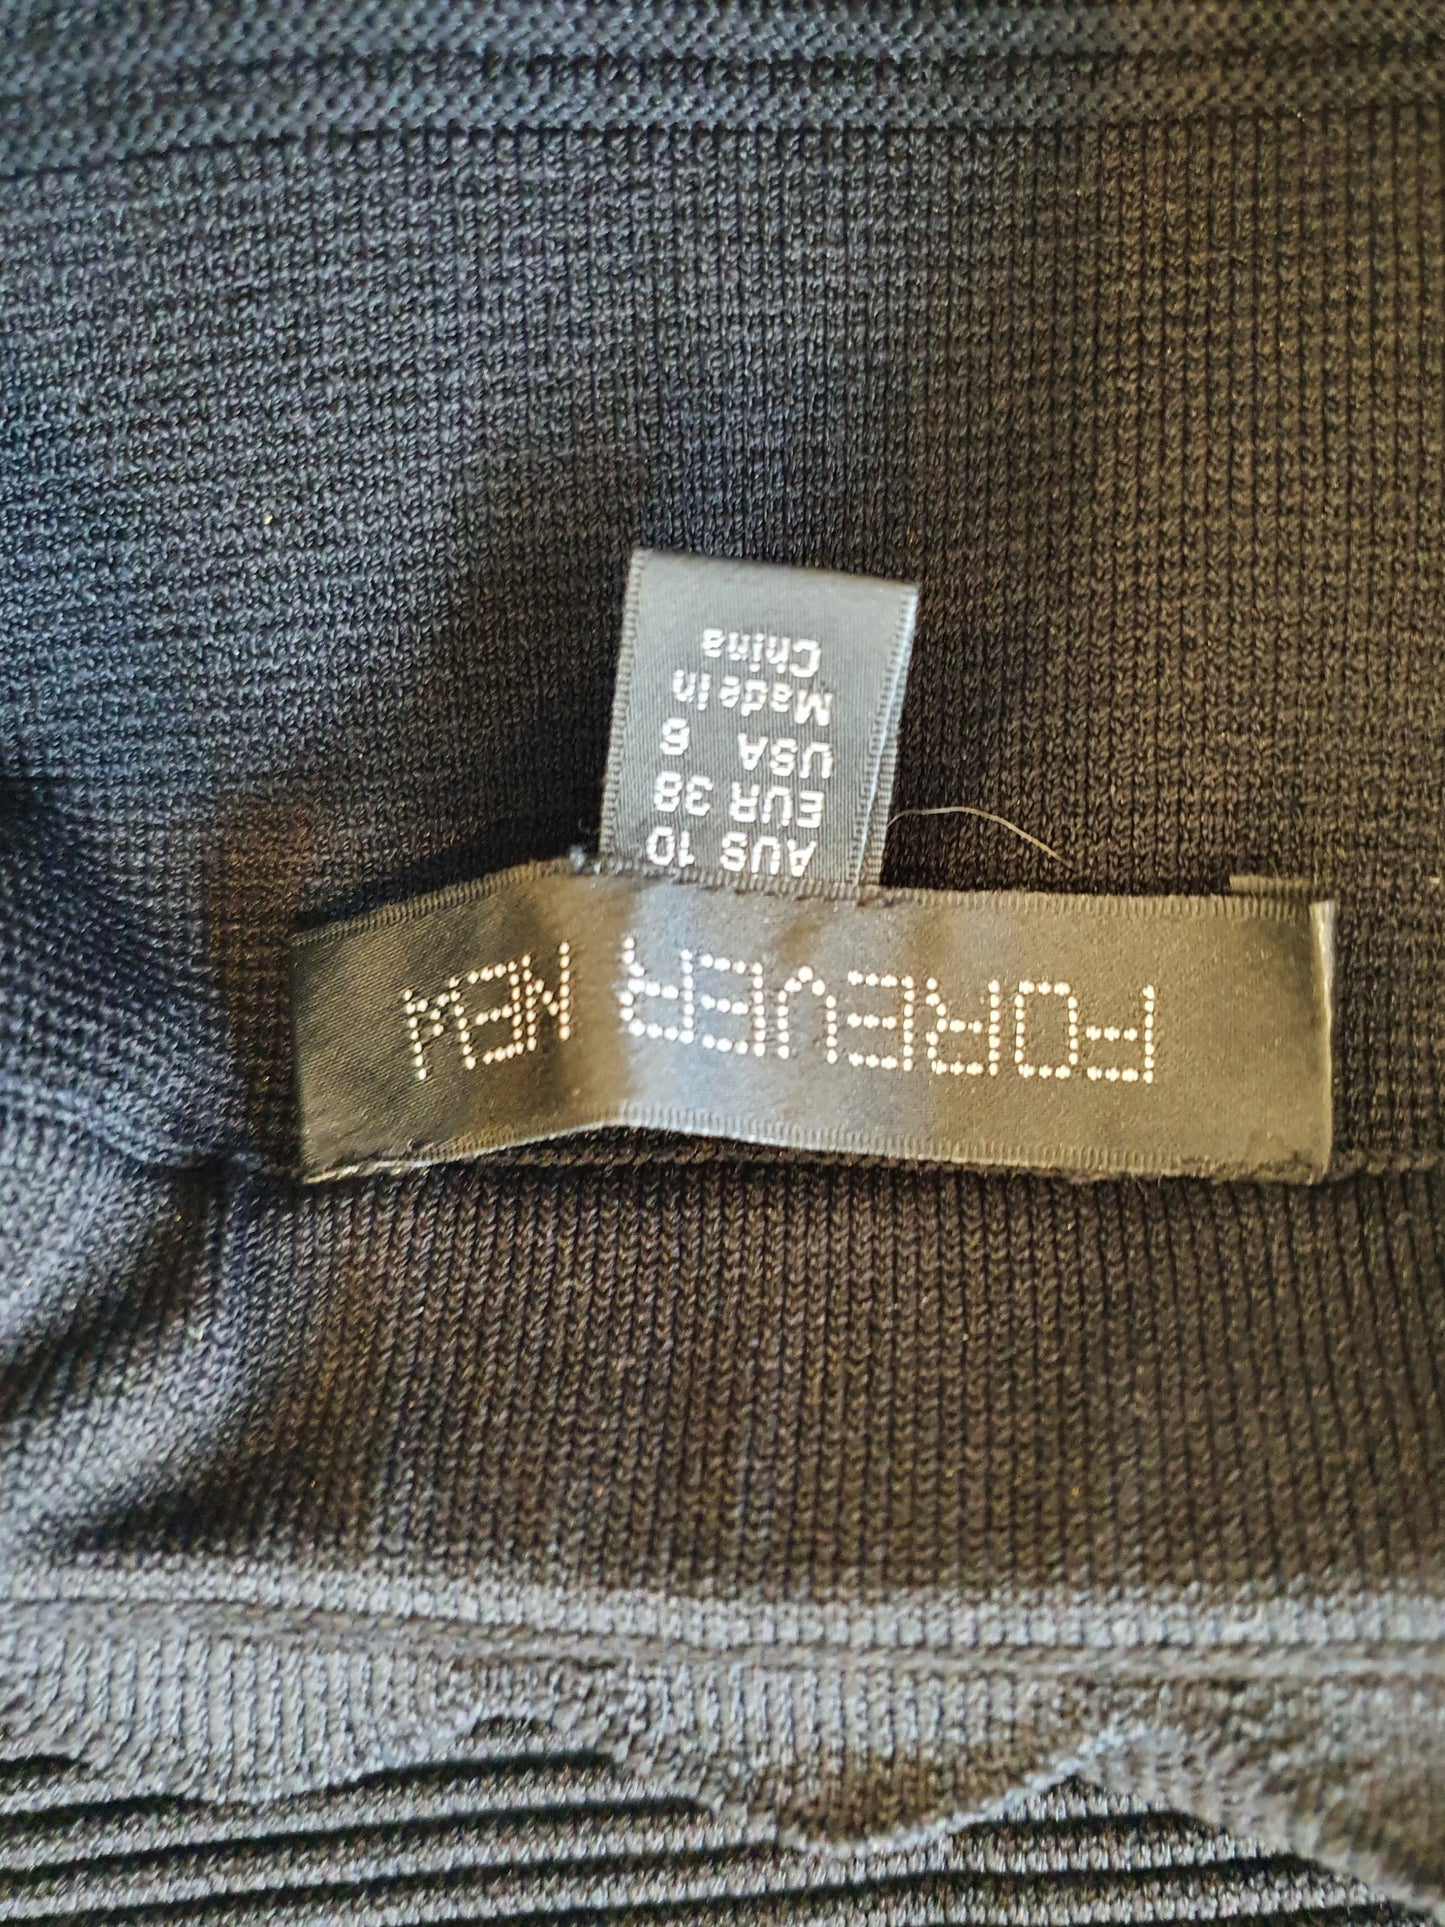 FOREVER NEW
AUS 10
EUR 38
USA 6
Made in
China